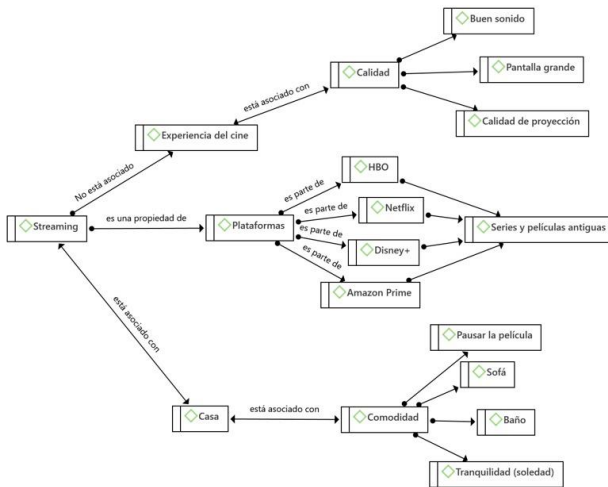 Buen sonido
Calidad
Pantalla grande
está asociado con
Calidad de proyección
Experiencia del cine
No está asociado
HBO
es parte de
Netflix
es parte de
Streaming
es una propiedad de
Plataformas
Series y películas antiguas
es parte de
Disney+
es parte de
Amazon Prime
está asociado con
Pausar la película
Sofá
Casa
está asociado con
Comodidad
Baño
Tranquilidad (soledad)